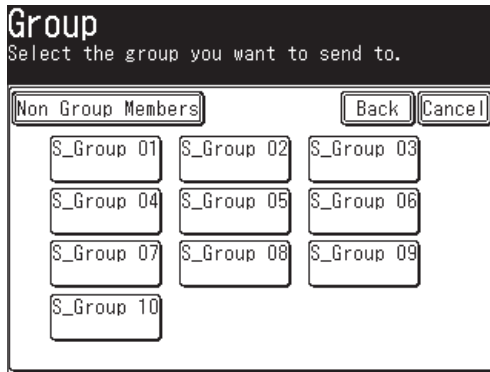 Group
Select the group you want to send to.
Non Group Members Back Cancel
S_Group 01 S_Group 02 S_Group 03
S_Group 04 S_Group 05 S_Group 06
S_Group 07 S_Group 08 S_Group 09
S_Group 10